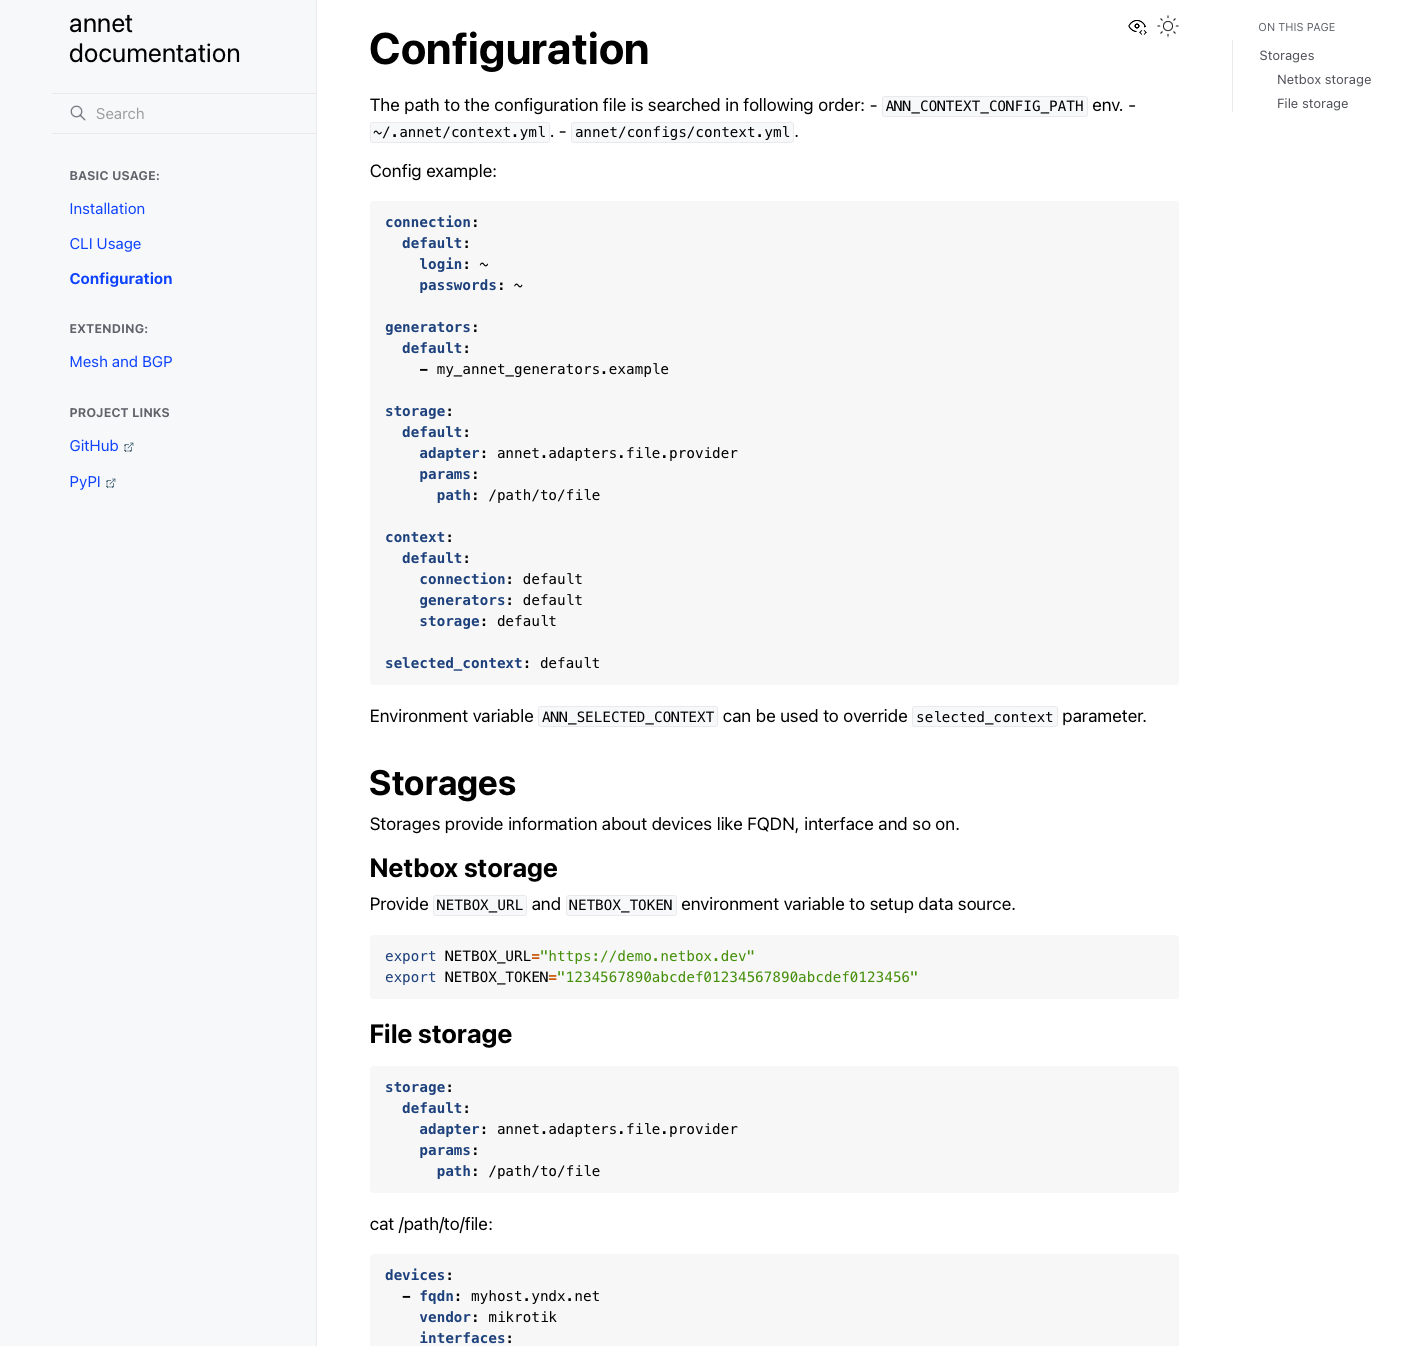 annet
documentation
Search
BASIC USAGE:
Installation
CLI Usage
Configuration
EXTENDING:
Mesh and BGP
PROJECT LINKS
GitHub
PyPI
Configuration
The path to the configuration file is searched in following order: - ANN_CONTEXT_CONFIG_PATH env. -
~/.annet/context.yml. - annet/configs/context.yml.
Config example:
connection:
  default:
    login: ~
    passwords: ~

generators:
  default:
    - my_annet_generators.example

storage:
  default:
    adapter: annet.adapters.file.provider
    params:
      path: /path/to/file

context:
  default:
    connection: default
    generators: default
    storage: default

selected_context: default
Environment variable ANN_SELECTED_CONTEXT can be used to override selected_context parameter.
Storages
Storages provide information about devices like FQDN, interface and so on.
Netbox storage
Provide NETBOX_URL and NETBOX_TOKEN environment variable to setup data source.
export NETBOX_URL="https://demo.netbox.dev"
export NETBOX_TOKEN="1234567890abcdef01234567890abcdef0123456"
File storage
storage:
  default:
    adapter: annet.adapters.file.provider
    params:
      path: /path/to/file
cat /path/to/file:
devices:
  - fqdn: myhost.yndx.net
    vendor: mikrotik
    interfaces:
ON THIS PAGE
Storages
Netbox storage
File storage